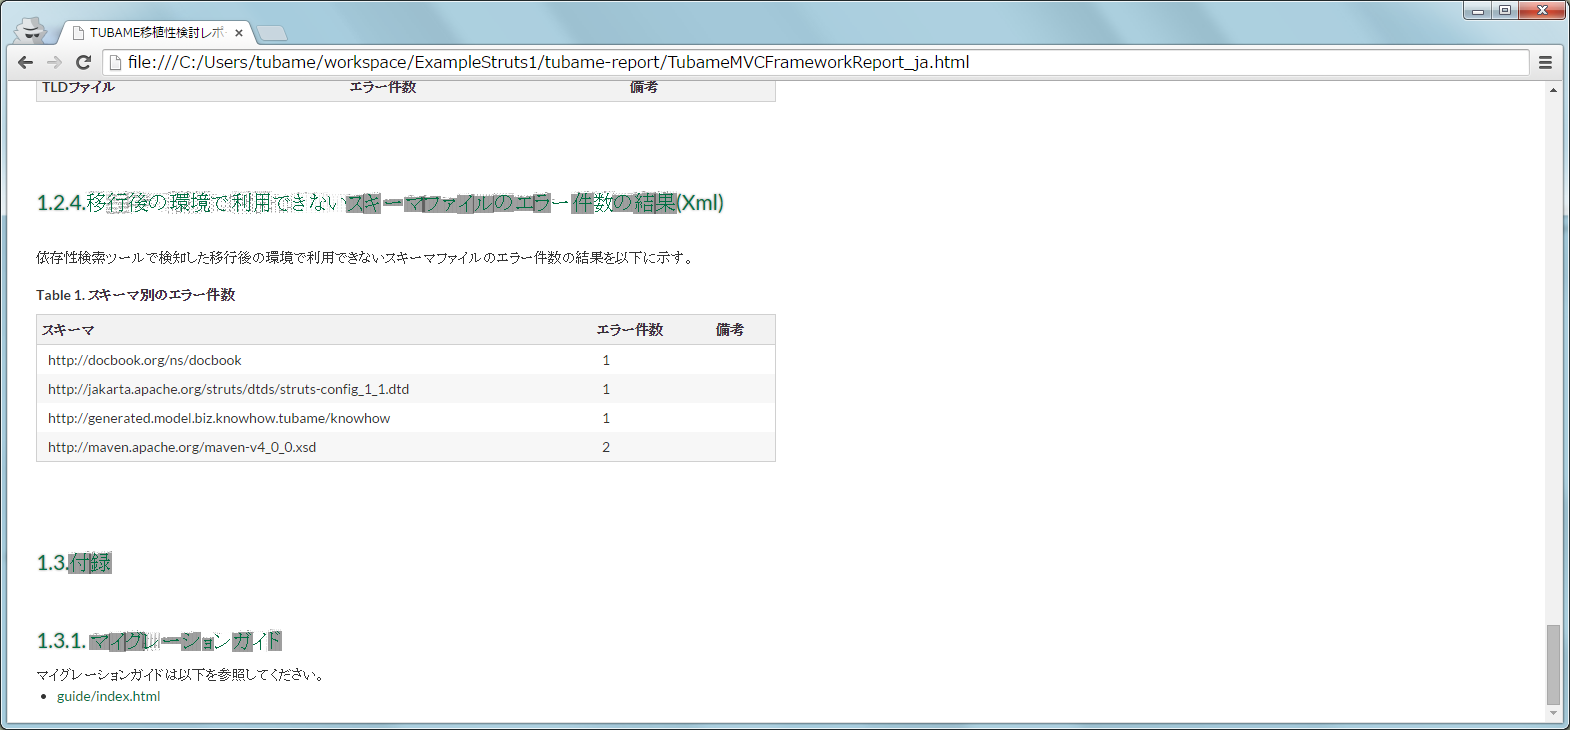 TUBAME移植性検討レポ
file:///C:/Users/tubame/workspace/ExampleStruts1/tubame-report/TubameMVCFrameworkReport_ja.html
TLDファイル エラー件数 備考
1.2.4.移行後の環境で利用できないスキーマファイルのエラー件数の結果(Xml)
依存性検索ツールで検知した移行後の環境で利用できないスキーマファイルのエラー件数の結果を以下に示す。
Table 1. スキーマ別のエラー件数
スキーマ エラー件数 備考
http://docbook.org/ns/docbook 1
http://jakarta.apache.org/struts/dtds/struts-config_1_1.dtd 1
http://generated.model.biz.knowhow.tubame/knowhow 1
http://maven.apache.org/maven-v4_0_0.xsd 2
1.3.付録
1.3.1. マイグレーションガイド
マイグレーションガイドは以下を参照してください。
• guide/index.html